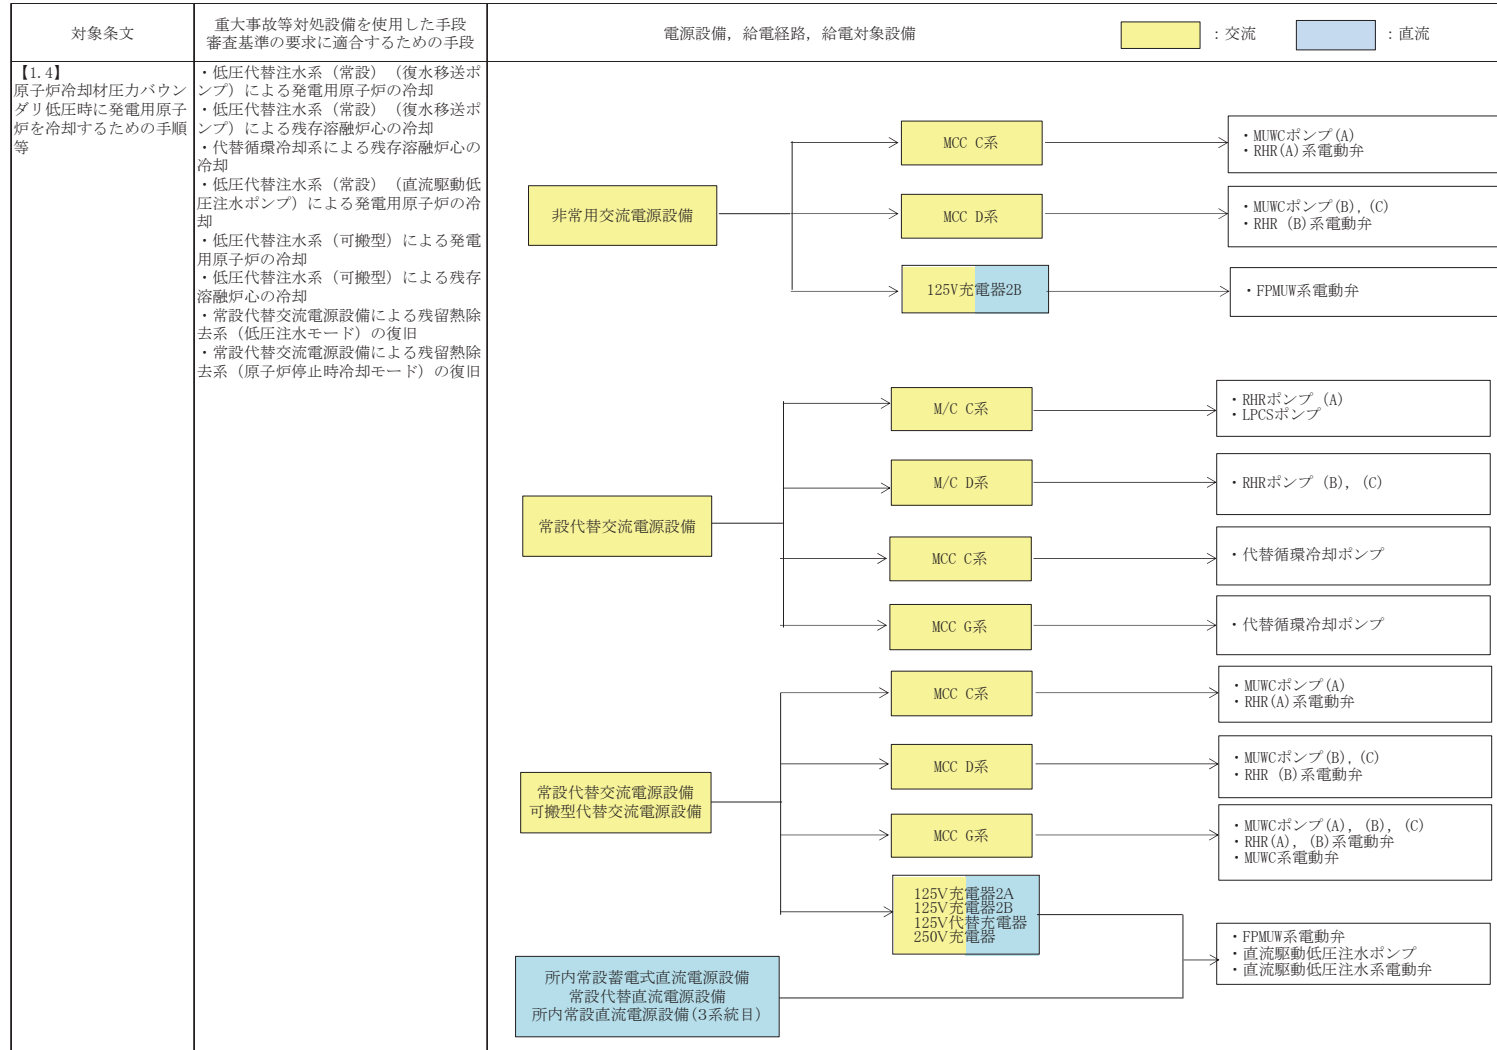 対象条文
重大事故等対処設備を使用した手段
審査基準の要求に適合するための手段
電源設備，給電経路，給電対象設備
：交流
：直流
【1.4】
原子炉冷却材圧力バウン
ダリ低圧時に発電用原子
炉を冷却するための手順
等
・低圧代替注水系（常設）（復水移送ポ
ンプ）による発電用原子炉の冷却
・低圧代替注水系（常設）（復水移送ポ
ンプ）による残存溶融炉心の冷却
・代替循環冷却系による残存溶融炉心の
冷却
・低圧代替注水系（常設）（直流駆動低
圧注水ポンプ）による発電用原子炉の冷
却
・低圧代替注水系（可搬型）による発電
用原子炉の冷却
・低圧代替注水系（可搬型）による残存
溶融炉心の冷却
・常設代替交流電源設備による残留熱除
去系（低圧注水モード）の復旧
・常設代替交流電源設備による残留熱除
去系（原子炉停止時冷却モード）の復旧
非常用交流電源設備
MCC C系
・MUWCポンプ(A)
・RHR(A)系電動弁
MCC D系
・MUWCポンプ(B)，(C)
・RHR (B)系電動弁
125V充電器2B
・FPMUW系電動弁
常設代替交流電源設備
M/C C系
・RHRポンプ (A)
・LPCSポンプ
M/C D系
・RHRポンプ (B)，(C)
MCC C系
・代替循環冷却ポンプ
MCC G系
・代替循環冷却ポンプ
常設代替交流電源設備
可搬型代替交流電源設備
MCC C系
・MUWCポンプ(A)
・RHR(A)系電動弁
MCC D系
・MUWCポンプ(B)，(C)
・RHR (B)系電動弁
MCC G系
・MUWCポンプ(A)，(B)，(C)
・RHR(A)，(B)系電動弁
・MUWC系電動弁
125V充電器2A
125V充電器2B
125V代替充電器
250V充電器
・FPMUW系電動弁
・直流駆動低圧注水ポンプ
・直流駆動低圧注水系電動弁
所内常設蓄電式直流電源設備
常設代替直流電源設備
所内常設直流電源設備(3系統目)